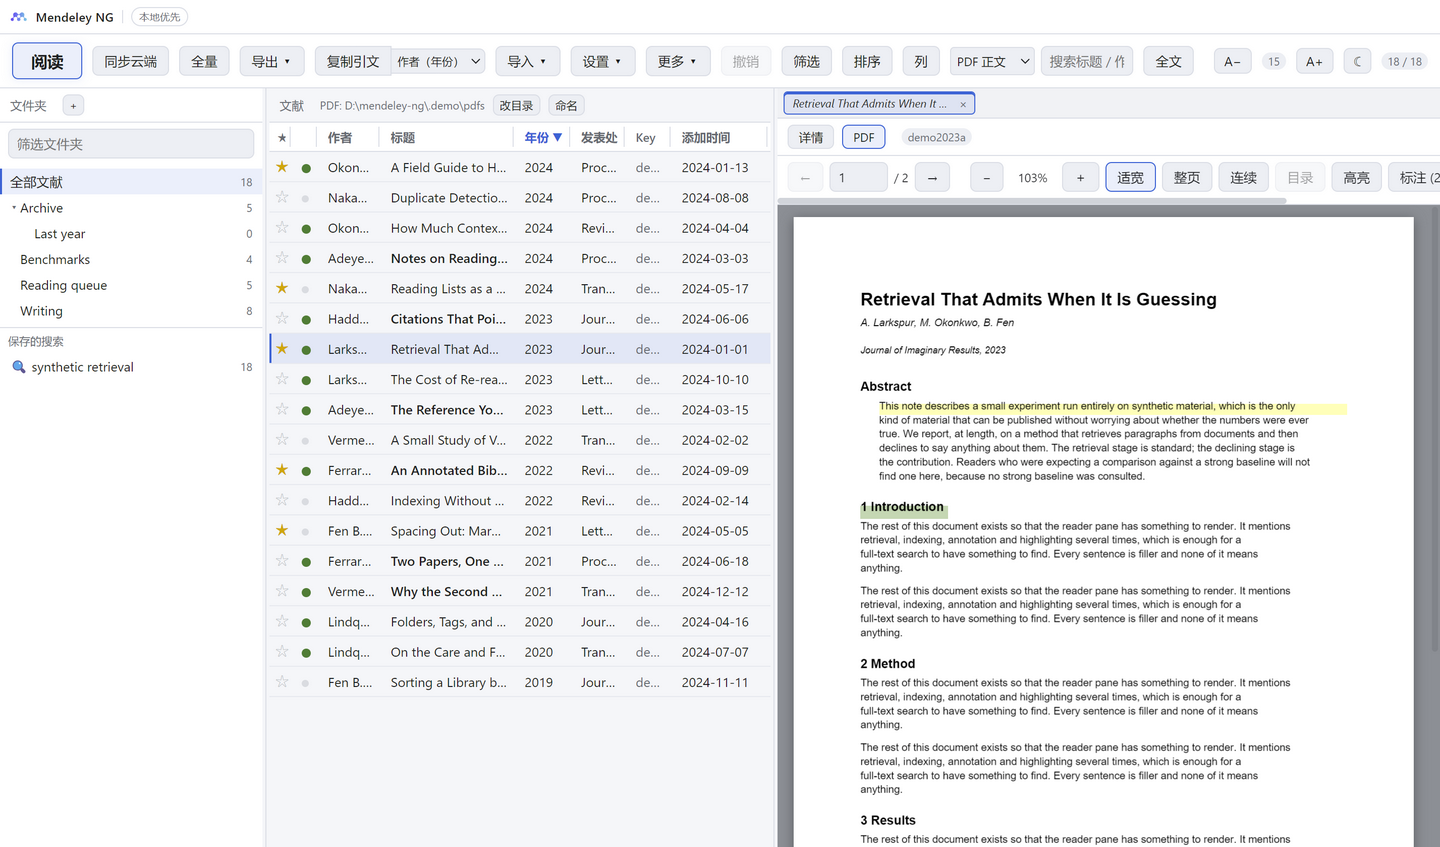 Mendeley NG 本地优先
阅读 同步云端 全量 导出 ▾ 复制引文 作者（年份） 导入 ▾ 设置 ▾ 更多 ▾ 撤销 筛选 排序 列 PDF 正文 搜索标题 / 作 全文 A− 15 A+ ☾ 18 / 18
文件夹 +
筛选文件夹
全部文献 18
Archive 5
Last year 0
Benchmarks 4
Reading queue 5
Writing 8
保存的搜索
synthetic retrieval 18
文献 PDF: D:\mendeley-ng\.demo\pdfs 改目录 命名
★ 作者 标题 年份 ▼ 发表处 Key 添加时间
★ Okon... A Field Guide to H... 2024 Proc... de... 2024-01-13
☆ Naka... Duplicate Detectio... 2024 Proc... de... 2024-08-08
☆ Okon... How Much Contex... 2024 Revi... de... 2024-04-04
☆ Adeye... Notes on Reading... 2024 Proc... de... 2024-03-03
★ Naka... Reading Lists as a ... 2024 Tran... de... 2024-05-17
☆ Hadd... Citations That Poi... 2023 Jour... de... 2024-06-06
★ Larks... Retrieval That Ad... 2023 Jour... de... 2024-01-01
☆ Larks... The Cost of Re-rea... 2023 Lett... de... 2024-10-10
☆ Adeye... The Reference Yo... 2023 Lett... de... 2024-03-15
☆ Verme... A Small Study of V... 2022 Tran... de... 2024-02-02
★ Ferrar... An Annotated Bib... 2022 Revi... de... 2024-09-09
☆ Hadd... Indexing Without ... 2022 Revi... de... 2024-02-14
★ Fen B.... Spacing Out: Mar... 2021 Lett... de... 2024-05-05
☆ Ferrar... Two Papers, One ... 2021 Proc... de... 2024-06-18
☆ Verme... Why the Second ... 2021 Tran... de... 2024-12-12
☆ Lindq... Folders, Tags, and ... 2020 Jour... de... 2024-04-16
☆ Lindq... On the Care and F... 2020 Tran... de... 2024-07-07
☆ Fen B.... Sorting a Library b... 2019 Jour... de... 2024-11-11
Retrieval That Admits When It ... ×
详情 PDF demo2023a
← 1 / 2 → − 103% + 适宽 整页 连续 目录 高亮 标注 (2
Retrieval That Admits When It Is Guessing
A. Larkspur, M. Okonkwo, B. Fen
Journal of Imaginary Results, 2023
Abstract
This note describes a small experiment run entirely on synthetic material, which is the only
kind of material that can be published without worrying about whether the numbers were ever
true. We report, at length, on a method that retrieves paragraphs from documents and then
declines to say anything about them. The retrieval stage is standard; the declining stage is
the contribution. Readers who were expecting a comparison against a strong baseline will not
find one here, because no strong baseline was consulted.
1 Introduction
The rest of this document exists so that the reader pane has something to render. It mentions
retrieval, indexing, annotation and highlighting several times, which is enough for a
full-text search to have something to find. Every sentence is filler and none of it means
anything.
The rest of this document exists so that the reader pane has something to render. It mentions
retrieval, indexing, annotation and highlighting several times, which is enough for a
full-text search to have something to find. Every sentence is filler and none of it means
anything.
2 Method
The rest of this document exists so that the reader pane has something to render. It mentions
retrieval, indexing, annotation and highlighting several times, which is enough for a
full-text search to have something to find. Every sentence is filler and none of it means
anything.
The rest of this document exists so that the reader pane has something to render. It mentions
retrieval, indexing, annotation and highlighting several times, which is enough for a
full-text search to have something to find. Every sentence is filler and none of it means
anything.
3 Results
The rest of this document exists so that the reader pane has something to render. It mentions